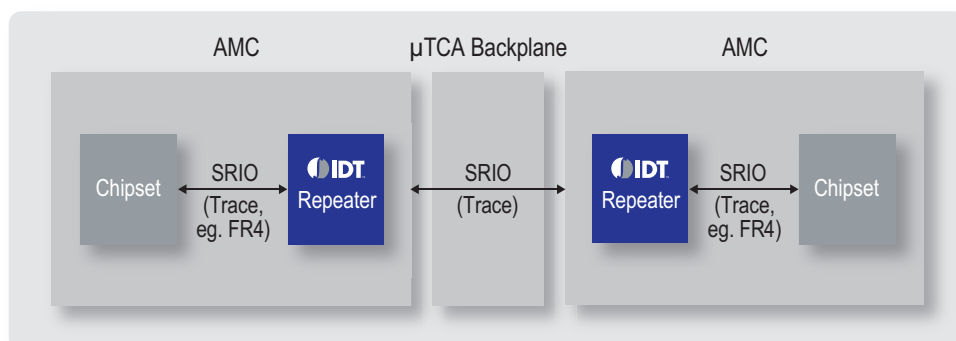 AMC
µTCA Backplane
AMC
Chipset
SRIO
(Trace,
eg. FR4)
IDT
Repeater
SRIO
(Trace)
IDT
Repeater
SRIO
(Trace,
eg. FR4)
Chipset